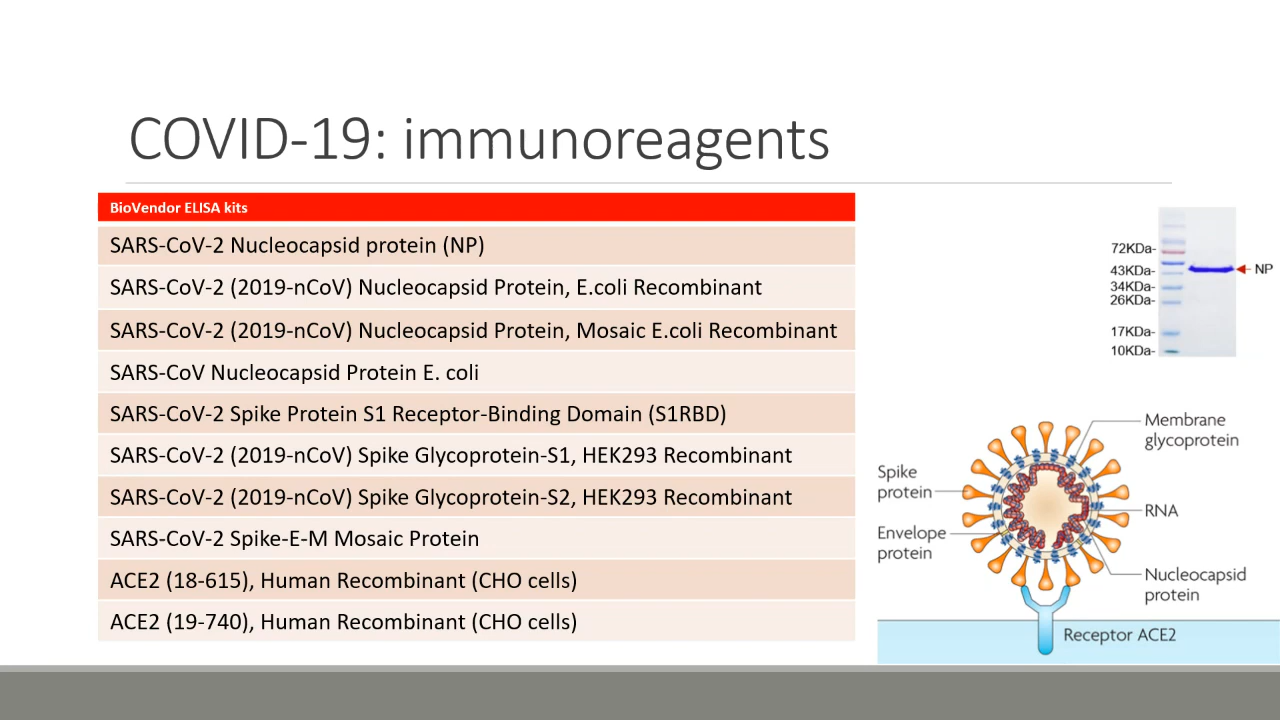 COVID-19: immunoreagents
BioVendor ELISA kits
SARS-CoV-2 Nucleocapsid protein (NP)
SARS-CoV-2 (2019-nCoV) Nucleocapsid Protein, E.coli Recombinant
SARS-CoV-2 (2019-nCoV) Nucleocapsid Protein, Mosaic E.coli Recombinant
SARS-CoV Nucleocapsid Protein E. coli
SARS-CoV-2 Spike Protein S1 Receptor-Binding Domain (S1RBD)
SARS-CoV-2 (2019-nCoV) Spike Glycoprotein-S1, HEK293 Recombinant
SARS-CoV-2 (2019-nCoV) Spike Glycoprotein-S2, HEK293 Recombinant
SARS-CoV-2 Spike-E-M Mosaic Protein
ACE2 (18-615), Human Recombinant (CHO cells)
ACE2 (19-740), Human Recombinant (CHO cells)
72KDa-
43KDa-
NP
34KDa-
26KDa-
17KDa-
10KDa-
Membrane
glycoprotein
Spike
protein
RNA
Envelope
protein
Nucleocapsid
protein
Receptor ACE2